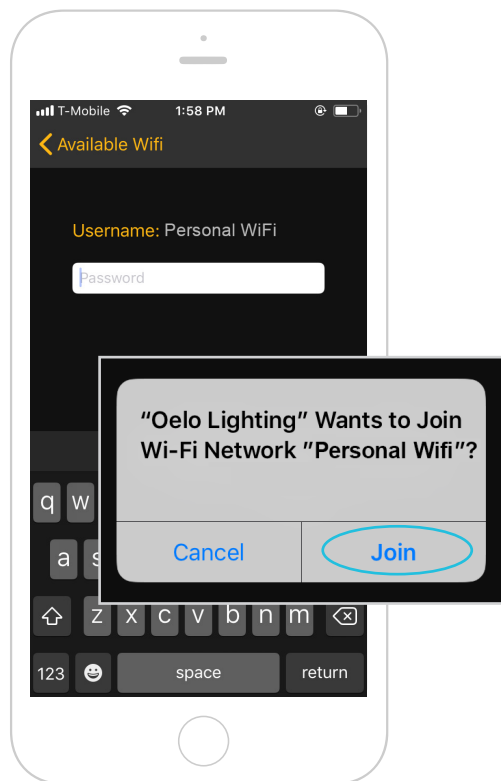 T-Mobile 1:58 PM
Available Wifi
Username: Personal WiFi
Password
“Oelo Lighting” Wants to Join
Wi-Fi Network ”Personal Wifi”?
Cancel Join
q w
a s
z x c v b n m
123 space return